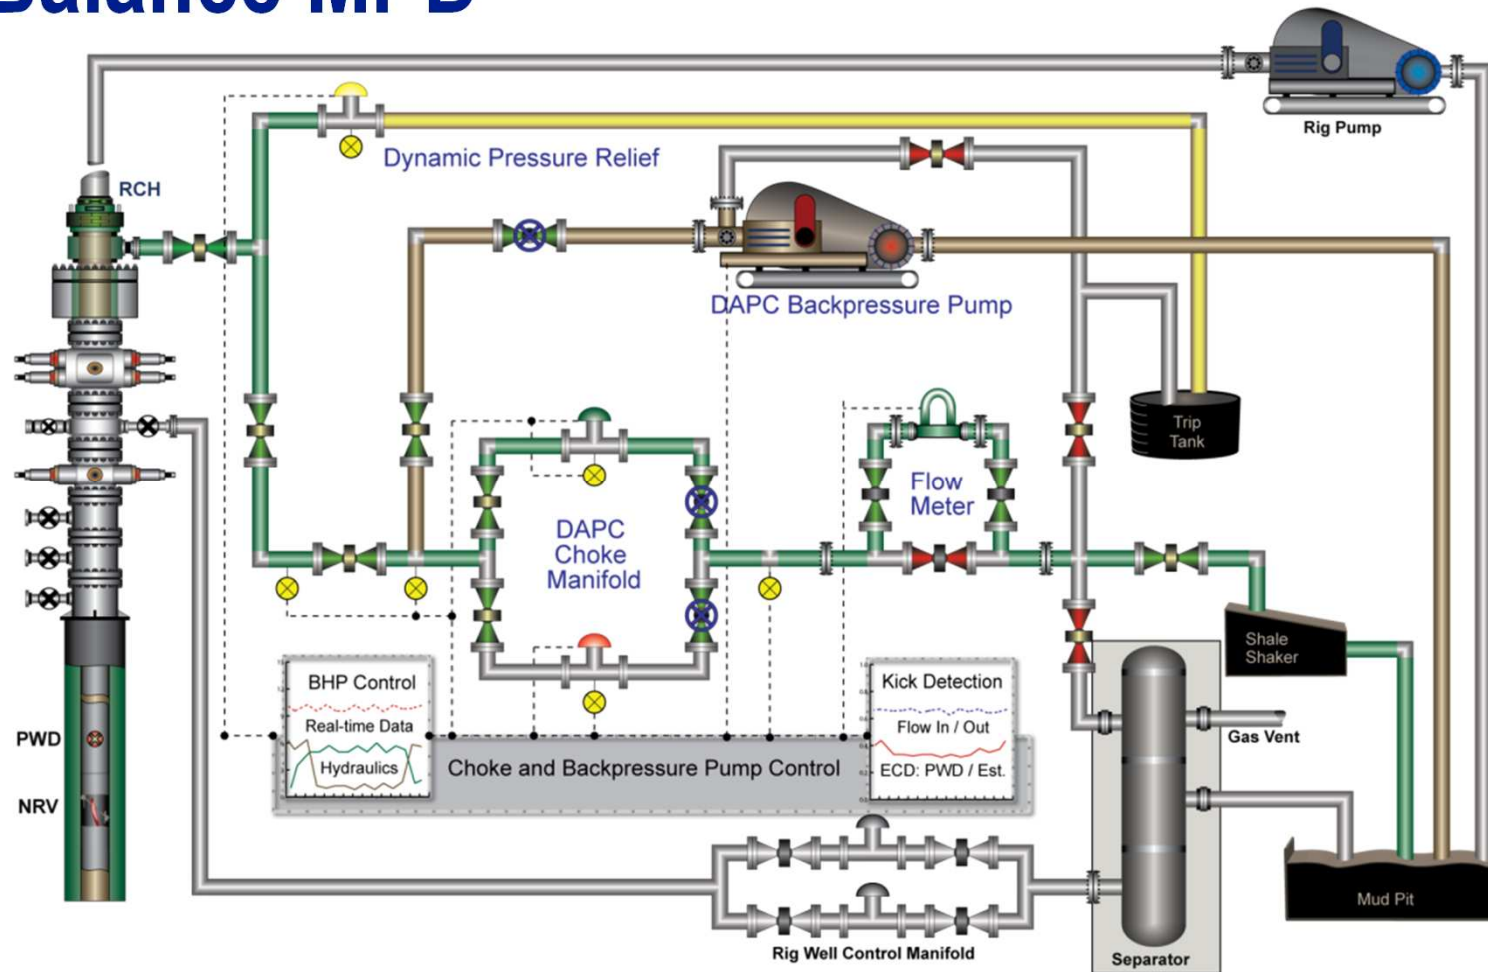 Balance MPD
Rig Pump
Dynamic Pressure Relief
RCH
DAPC Backpressure Pump
Trip
Tank
Flow
Meter
DAPC
Choke
Manifold
Shale
Shaker
BHP Control
Real-time Data
Hydraulics
Kick Detection
Flow In / Out
ECD: PWD / Est.
Choke and Backpressure Pump Control
PWD
NRV
Gas Vent
Mud Pit
Rig Well Control Manifold
Separator